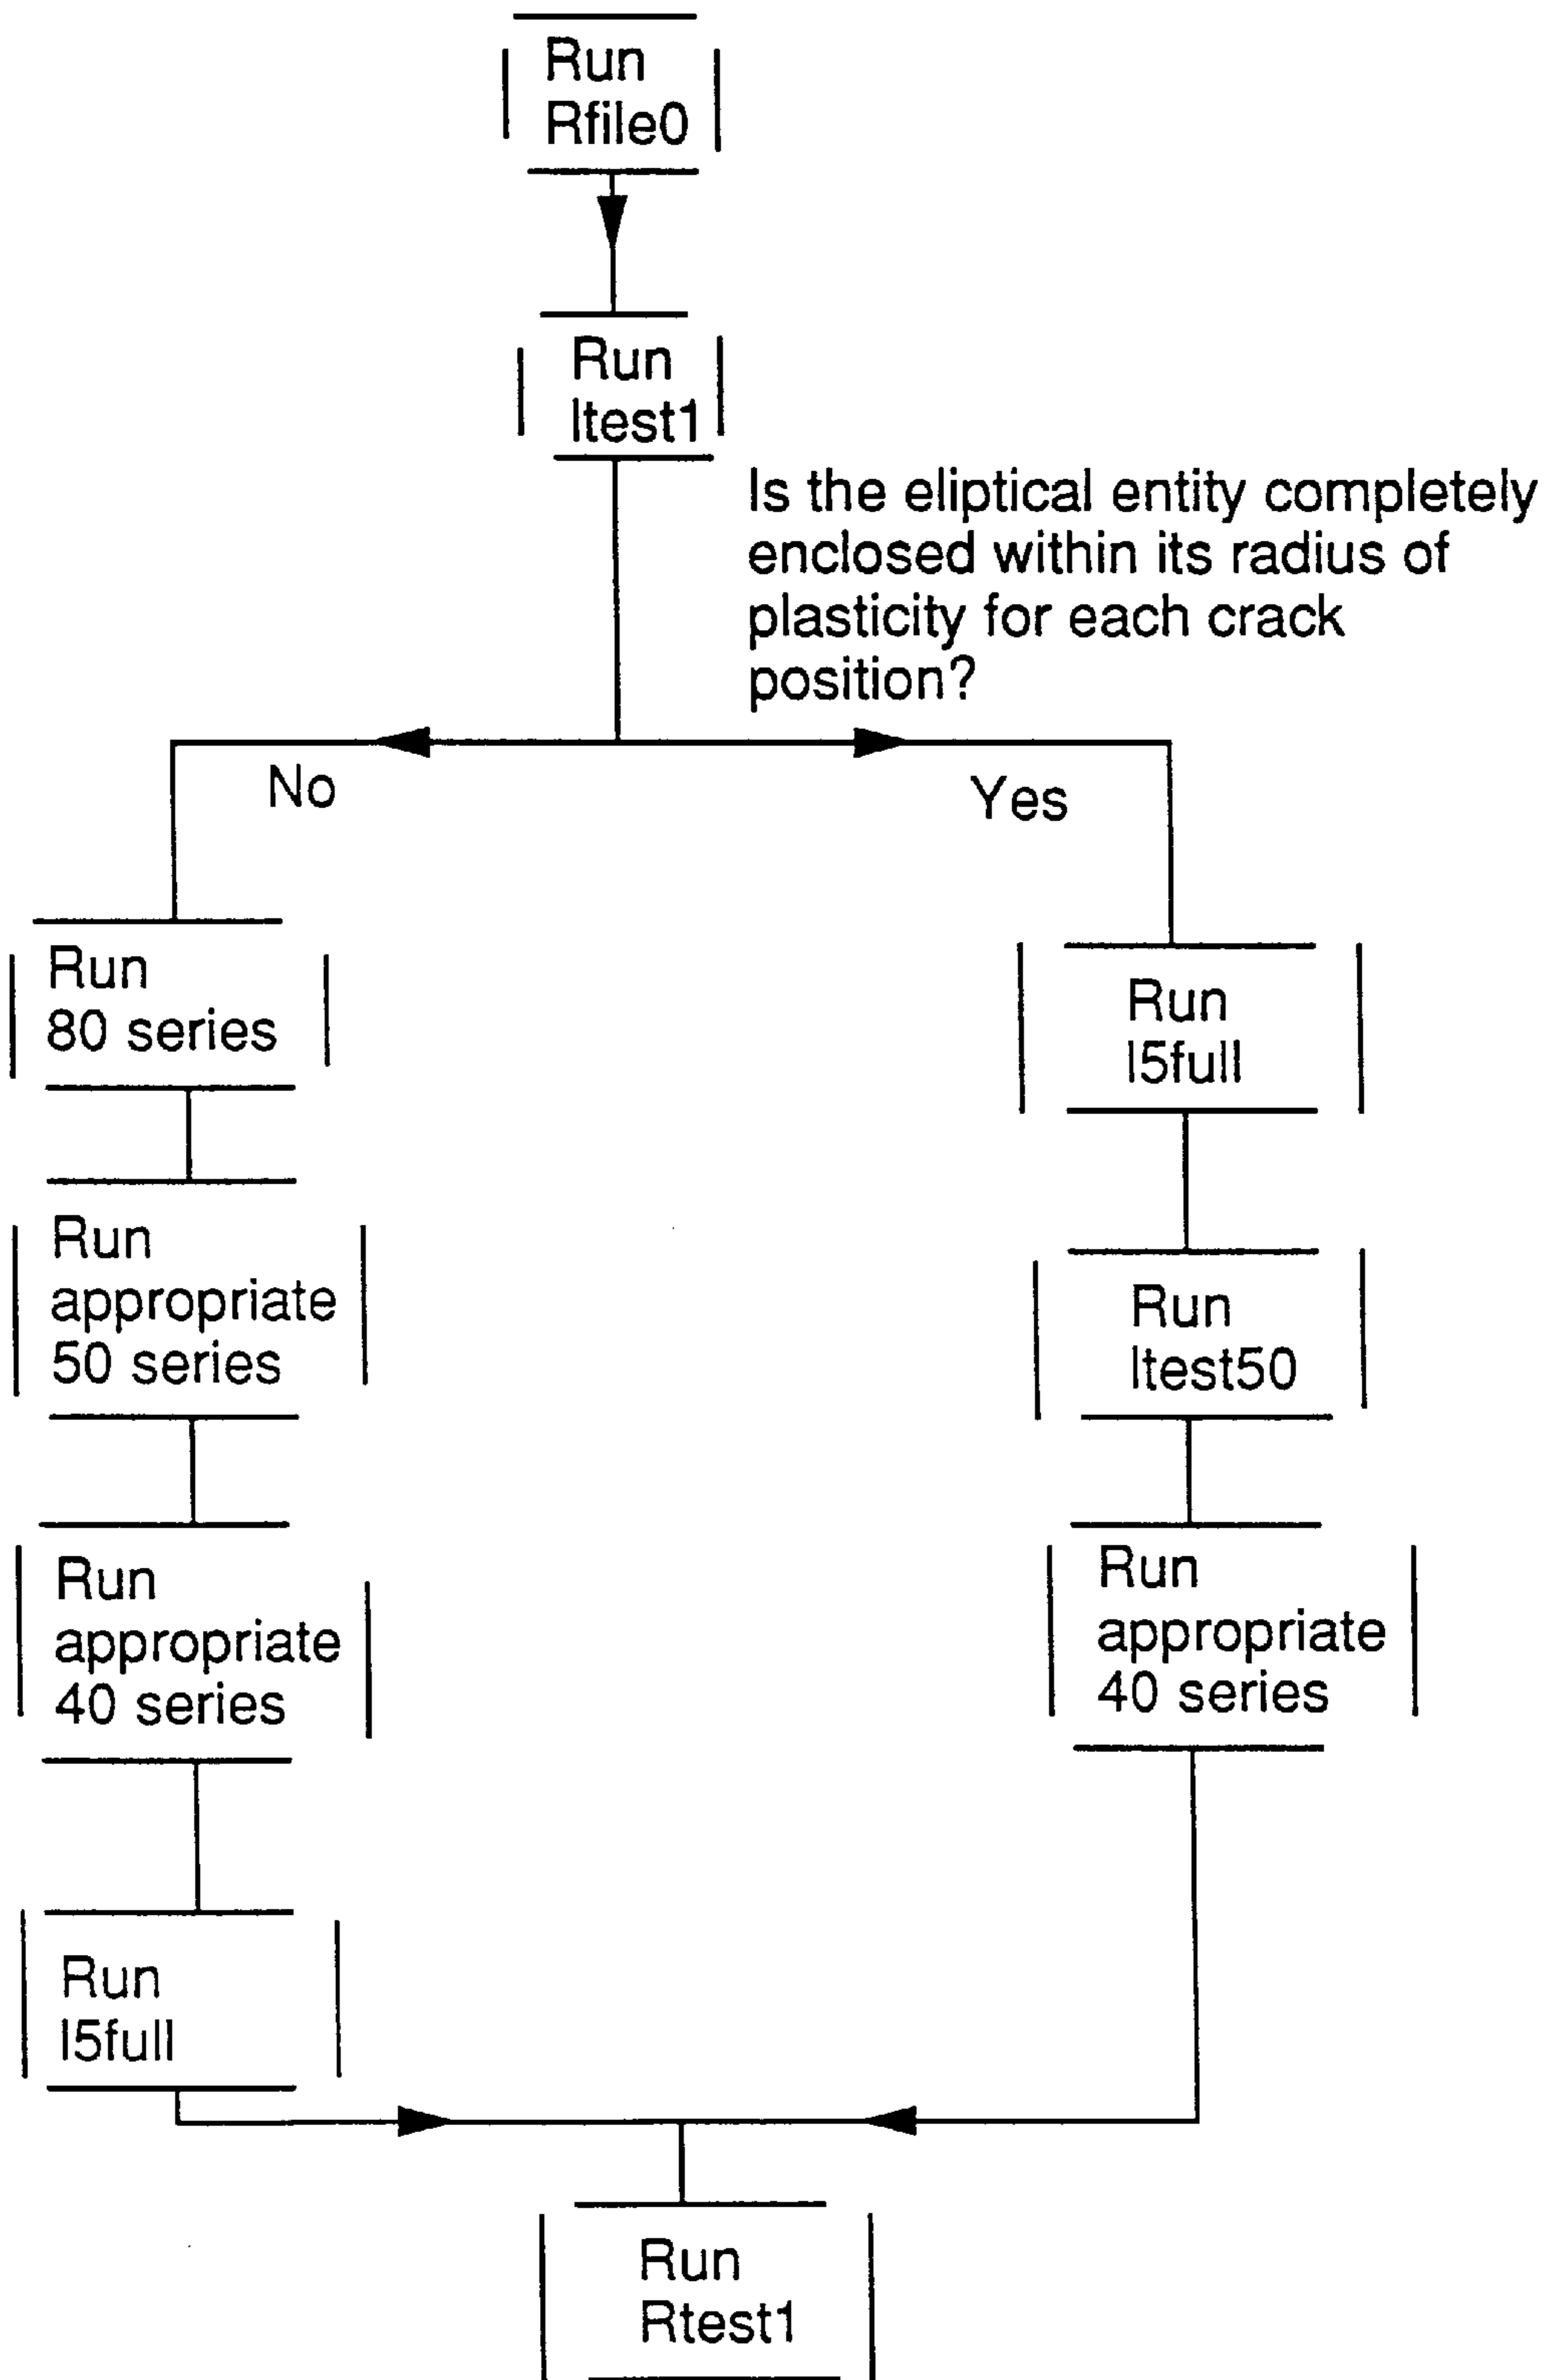 Run
Rfile0
Run
Itest1
Is the eliptical entity completely
enclosed within its radius of
plasticity for each crack
position?
No
Yes
Run
80 series
Run
appropriate
50 series
Run
appropriate
40 series
Run
I5full
Run
I5full
Run
Itest50
Run
appropriate
40 series
Run
Rtest1